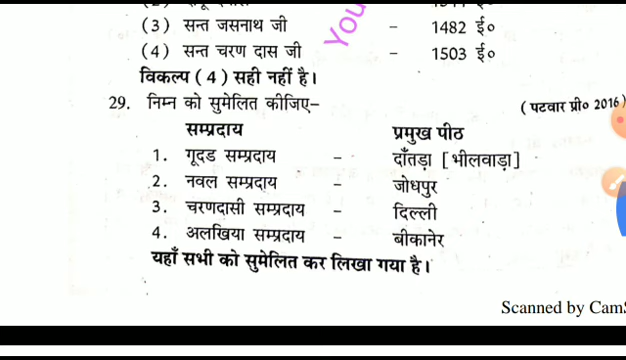 (3) सन्त जसनाथ जी - 1482 ई०
(4) सन्त चरण दास जी - 1503 ई०
You
विकल्प (4) सही नहीं है।
29. निम्न को सुमेलित कीजिए–
(पटवार प्री० 2016)
सम्प्रदाय प्रमुख पीठ
1. गूदड सम्प्रदाय - दाँतड़ा [भीलवाड़ा]
2. नवल सम्प्रदाय - जोधपुर
3. चरणदासी सम्प्रदाय - दिल्ली
4. अलखिया सम्प्रदाय - बीकानेर
यहाँ सभी को सुमेलित कर लिखा गया है।
Scanned by Cam